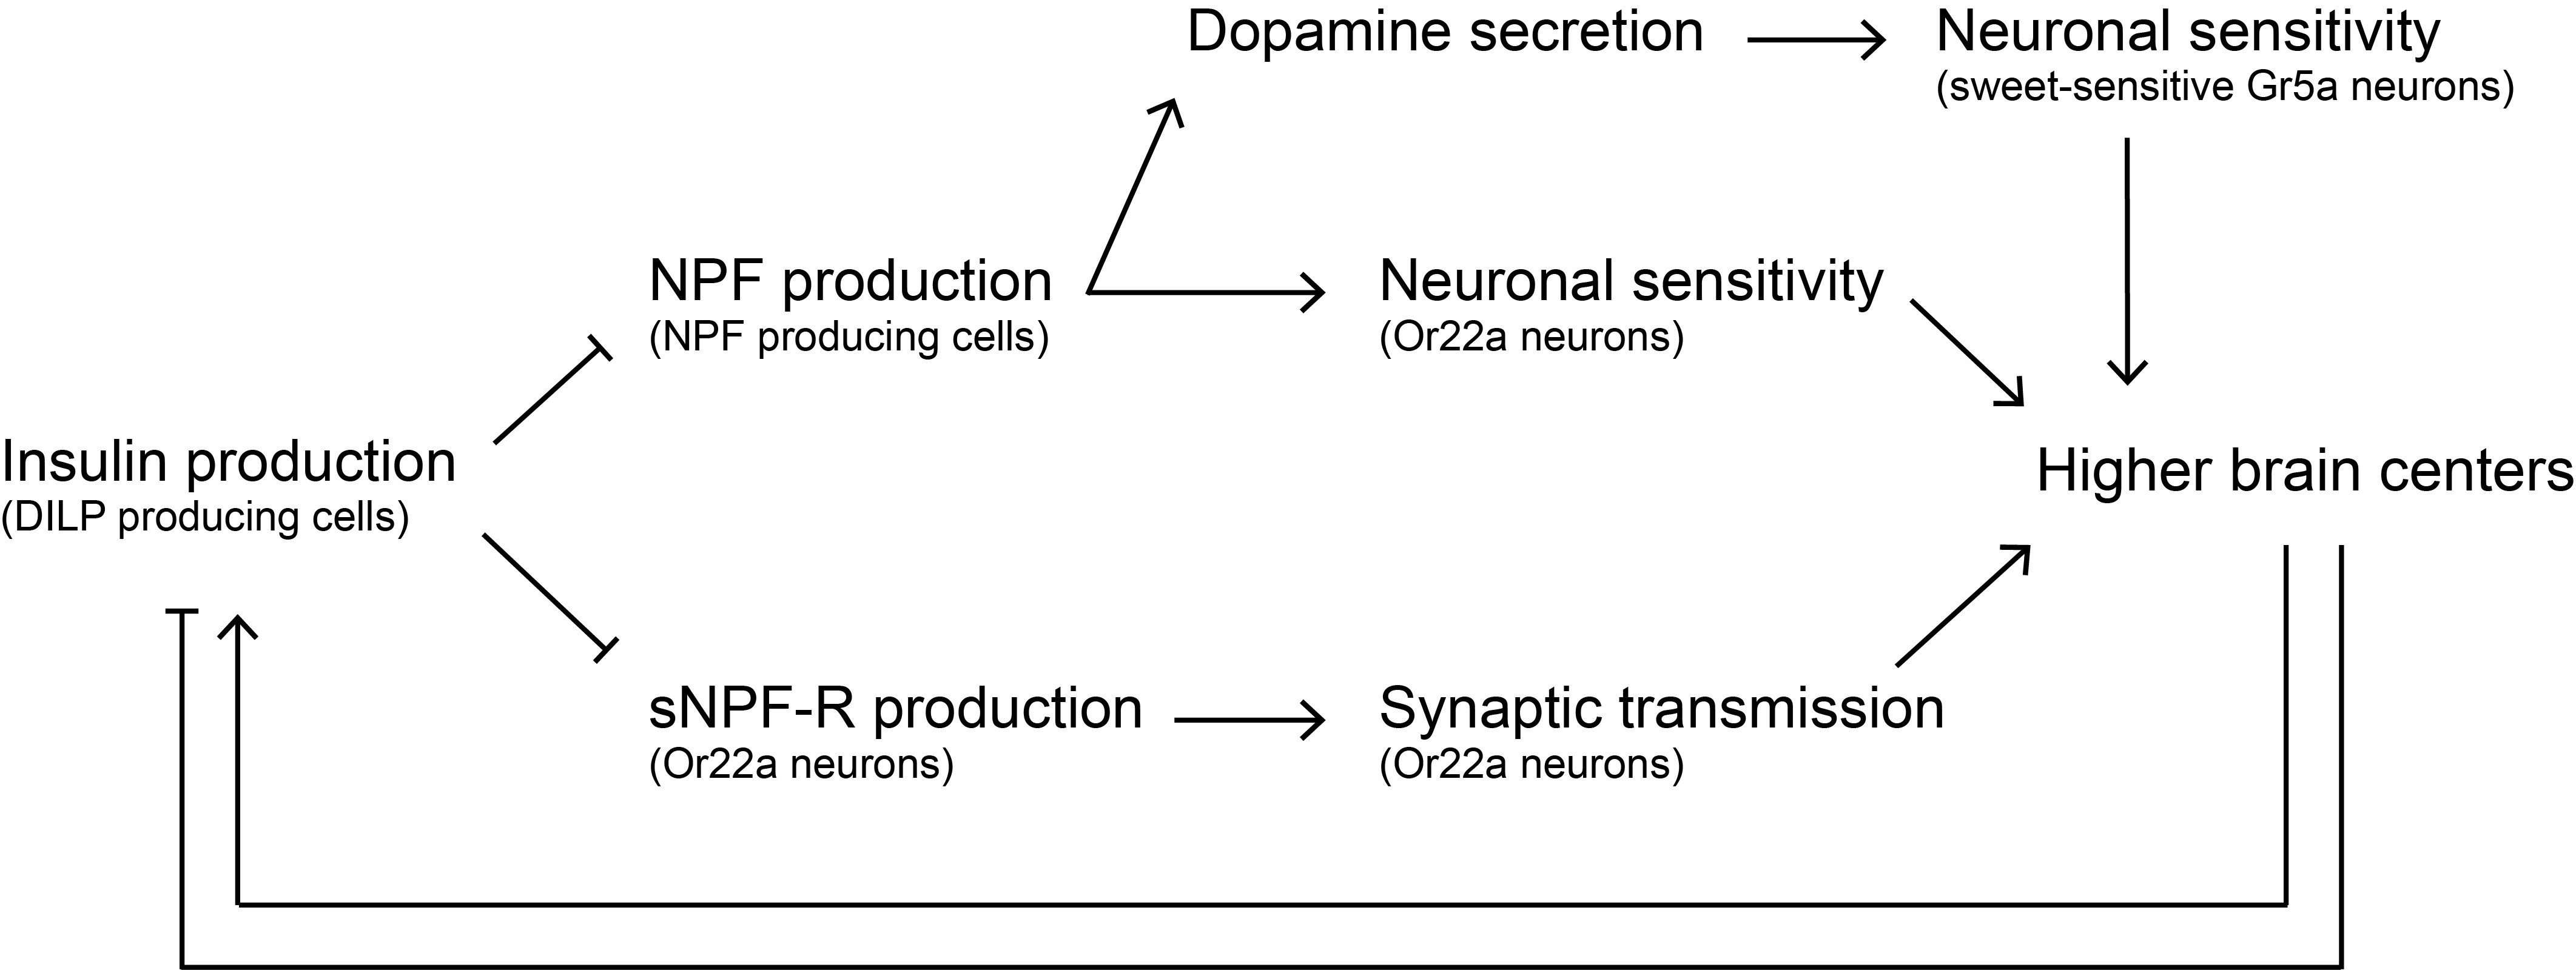 Dopamine secretion
Neuronal sensitivity
(sweet-sensitive Gr5a neurons)
NPF production
(NPF producing cells)
Neuronal sensitivity
(Or22a neurons)
Insulin production
(DILP producing cells)
Higher brain centers
sNPF-R production
(Or22a neurons)
Synaptic transmission
(Or22a neurons)